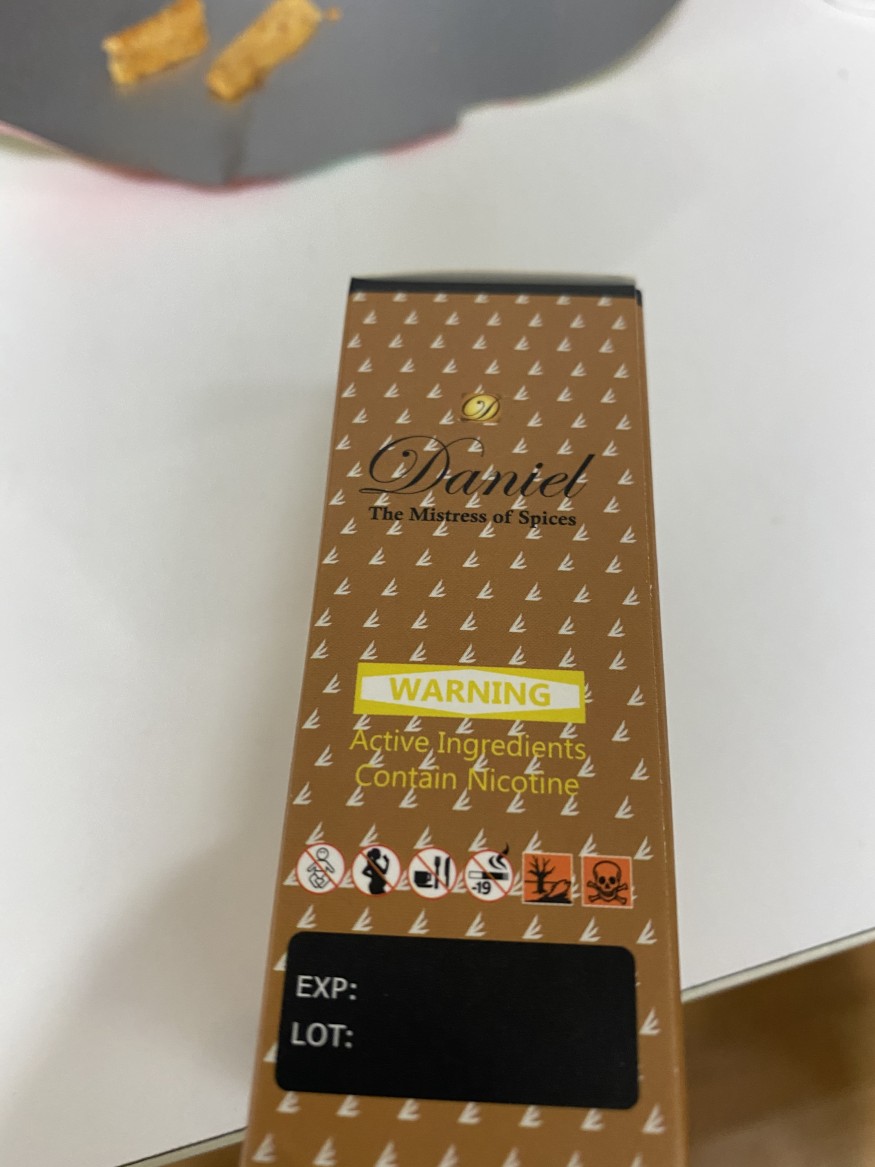 D
Daniel
The Mistress of Spices
WARNING
Active Ingredients
Contain Nicotine
-19
EXP:
LOT: